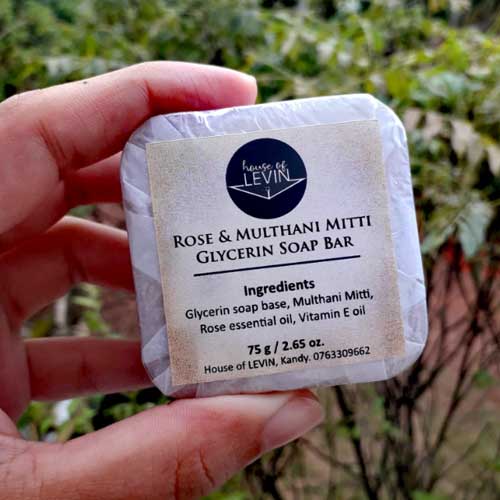 house of
LEVIN
ROSE & MULTHANI MITTI
GLYCERIN SOAP BAR
Ingredients
Glycerin soap base, Multhani Mitti,
Rose essential oil, Vitamin E oil
75 g / 2.65 oz.
House of LEVIN, Kandy. 0763309662